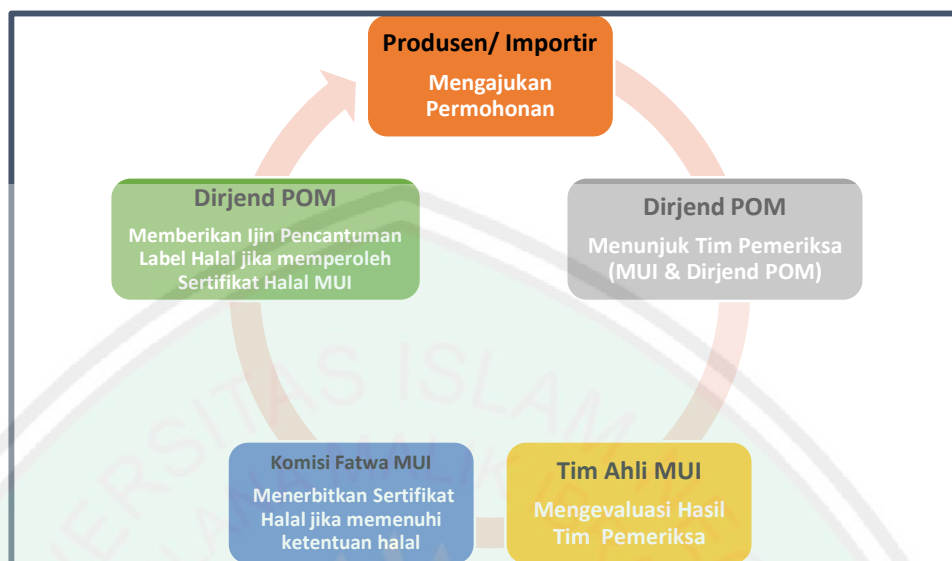 Produsen/ Importir
Mengajukan
Permohonan
Dirjend POM
Menunjuk Tim Pemeriksa
(MUI & Dirjend POM)
Tim Ahli MUI
Mengevaluasi Hasil
Tim Pemeriksa
Komisi Fatwa MUI
Menerbitkan Sertifikat
Halal jika memenuhi
ketentuan halal
Dirjend POM
Memberikan Ijin Pencantuman
Label Halal jika memperoleh
Sertifikat Halal MUI